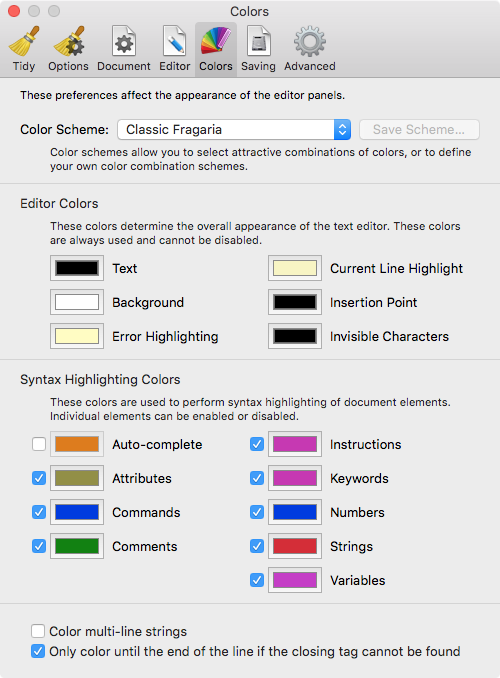 Colors
Tidy Options Document Editor Colors Saving Advanced
These preferences affect the appearance of the editor panels.
Color Scheme: Classic Fragaria Save Scheme...
Color schemes allow you to select attractive combinations of colors, or to define
your own color combination schemes.
Editor Colors
These colors determine the overall appearance of the text editor. These colors
are always used and cannot be disabled.
Text Current Line Highlight
Background Insertion Point
Error Highlighting Invisible Characters
Syntax Highlighting Colors
These colors are used to perform syntax highlighting of document elements.
Individual elements can be enabled or disabled.
Auto-complete Instructions
Attributes Keywords
Commands Numbers
Comments Strings
Variables
Color multi-line strings
Only color until the end of the line if the closing tag cannot be found